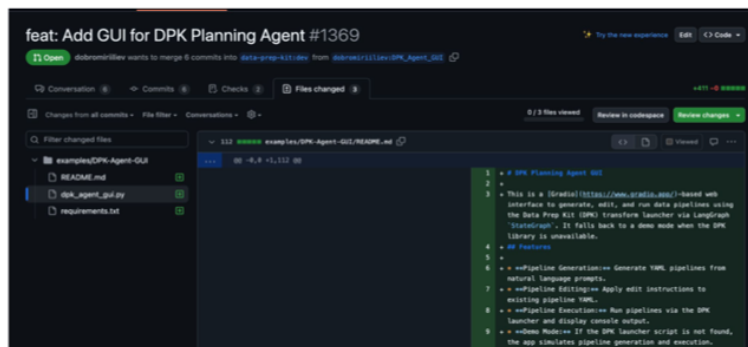 feat: Add GUI for DPK Planning Agent #1369
Try the new experience Edit <> Code
Open dobromiriliev wants to merge 6 commits into data-prep-kit:dev from dobromiriliev:DPK_Agent_GUI
Conversation 6 Commits 6 Checks 2 Files changed 3 +411 -0
Changes from all commits File filter Conversations 0 / 3 files viewed Review in codespace Review changes
Filter changed files
examples/DPK-Agent-GUI
README.md
dpk_agent_gui.py
requirements.txt
112 examples/DPK-Agent-GUI/README.md Viewed
... @@ -0,0 +1,112 @@
1 + # DPK Planning Agent GUI
2 +
3 + This is a [Gradio](https://www.gradio.app/)-based web
interface to generate, edit, and run data pipelines using
the Data Prep Kit (DPK) transform launcher via LangGraph
`StateGraph`. It falls back to a demo mode when the DPK
library is unavailable.
4 + ## Features
5 +
6 + * **Pipeline Generation:** Generate YAML pipelines from
natural language prompts.
7 + * **Pipeline Editing:** Apply edit instructions to
existing pipeline YAML.
8 + * **Pipeline Execution:** Run pipelines via the DPK
launcher and display console output.
9 + * **Demo Mode:** If the DPK launcher script is not found,
the app simulates pipeline generation and execution.